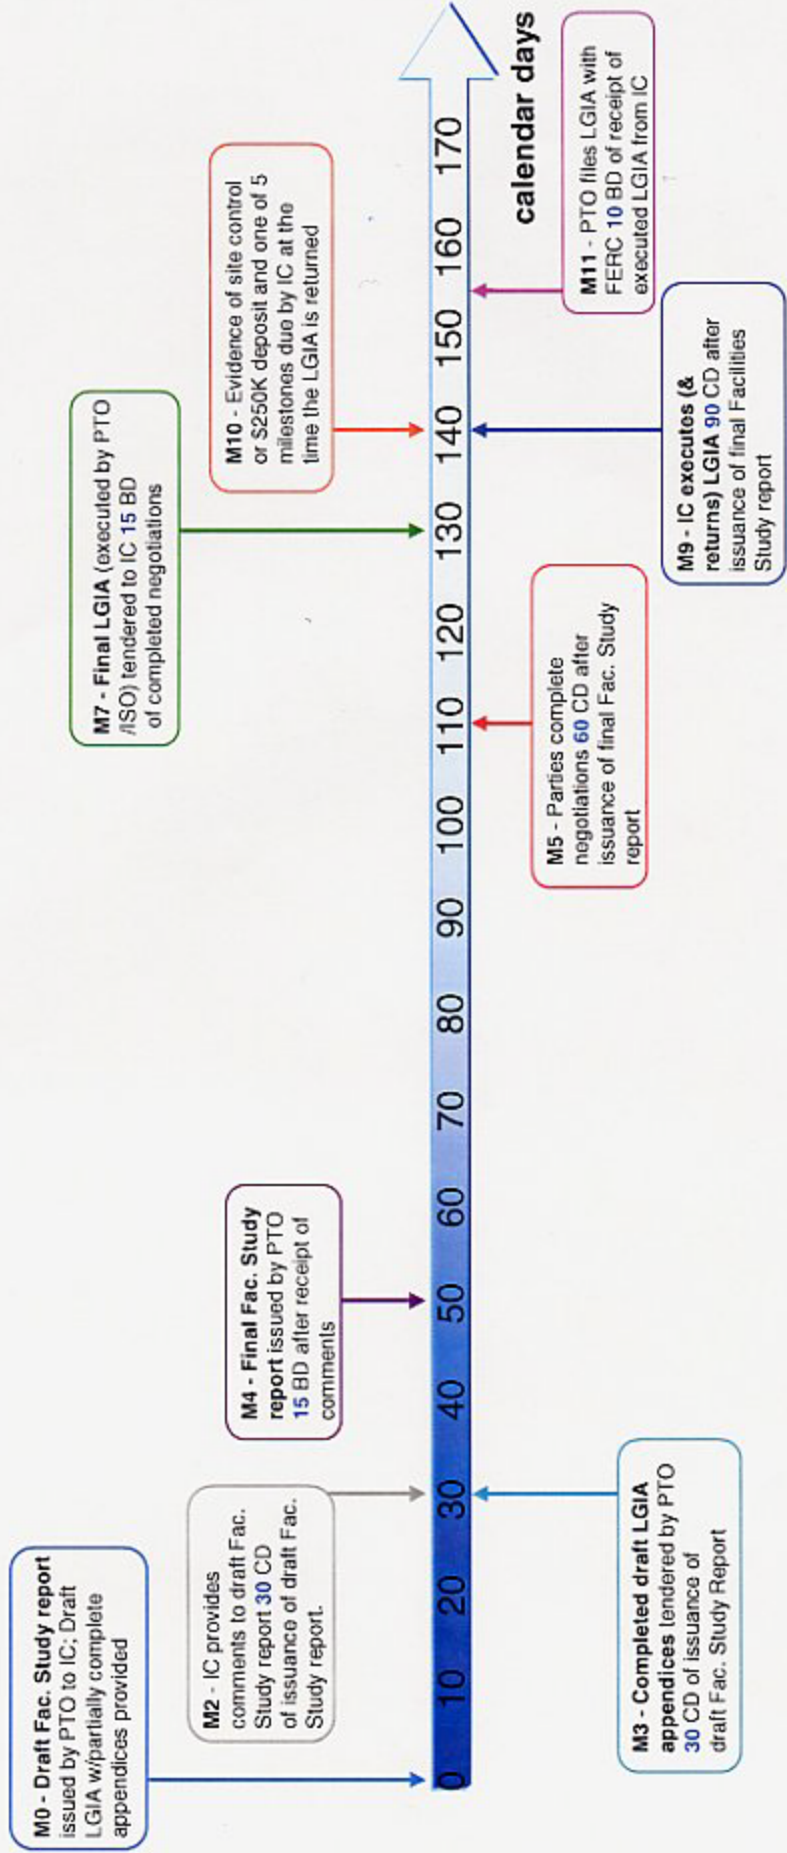 M0 - Draft Fac. Study report
issued by PTO to IC; Draft
LGIA w/partially complete
appendices provided
M2 - IC provides
comments to draft Fac.
Study report 30 CD
of issuance of draft Fac.
Study report.
M4 - Final Fac. Study
report issued by PTO
15 BD after receipt of
comments
M7 - Final LGIA (executed by PTO
/ISO) tendered to IC 15 BD
of completed negotiations
M10 - Evidence of site control
or $250K deposit and one of 5
milestones due by IC at the
time the LGIA is returned
0 10 20 30 40 50 60 70 80 90 100 110 120 130 140 150 160 170
calendar days
M3 - Completed draft LGIA
appendices tendered by PTO
30 CD of issuance of
draft Fac. Study Report
M5 - Parties complete
negotiations 60 CD after
issuance of final Fac. Study
report
M9 - IC executes (&
returns) LGIA 90 CD after
issuance of final Facilities
Study report
M11 - PTO files LGIA with
FERC 10 BD of receipt of
executed LGIA from IC